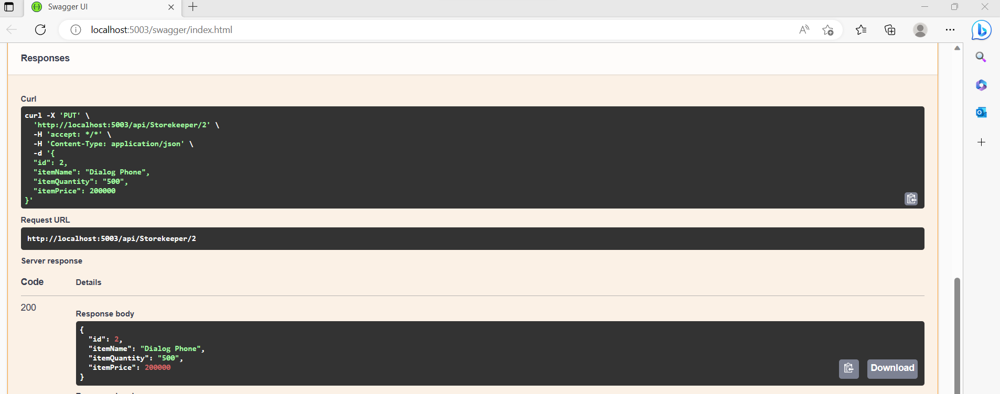 Swagger UI
localhost:5003/swagger/index.html
Responses
Curl
curl -X 'PUT' \
  'http://localhost:5003/api/Storekeeper/2' \
  -H 'accept: */*' \
  -H 'Content-Type: application/json' \
  -d '{
  "id": 2,
  "itemName": "Dialog Phone",
  "itemQuantity": "500",
  "itemPrice": 200000
}'
Request URL
http://localhost:5003/api/Storekeeper/2
Server response
Code Details
200
Response body
{
  "id": 2,
  "itemName": "Dialog Phone",
  "itemQuantity": "500",
  "itemPrice": 200000
}
Download